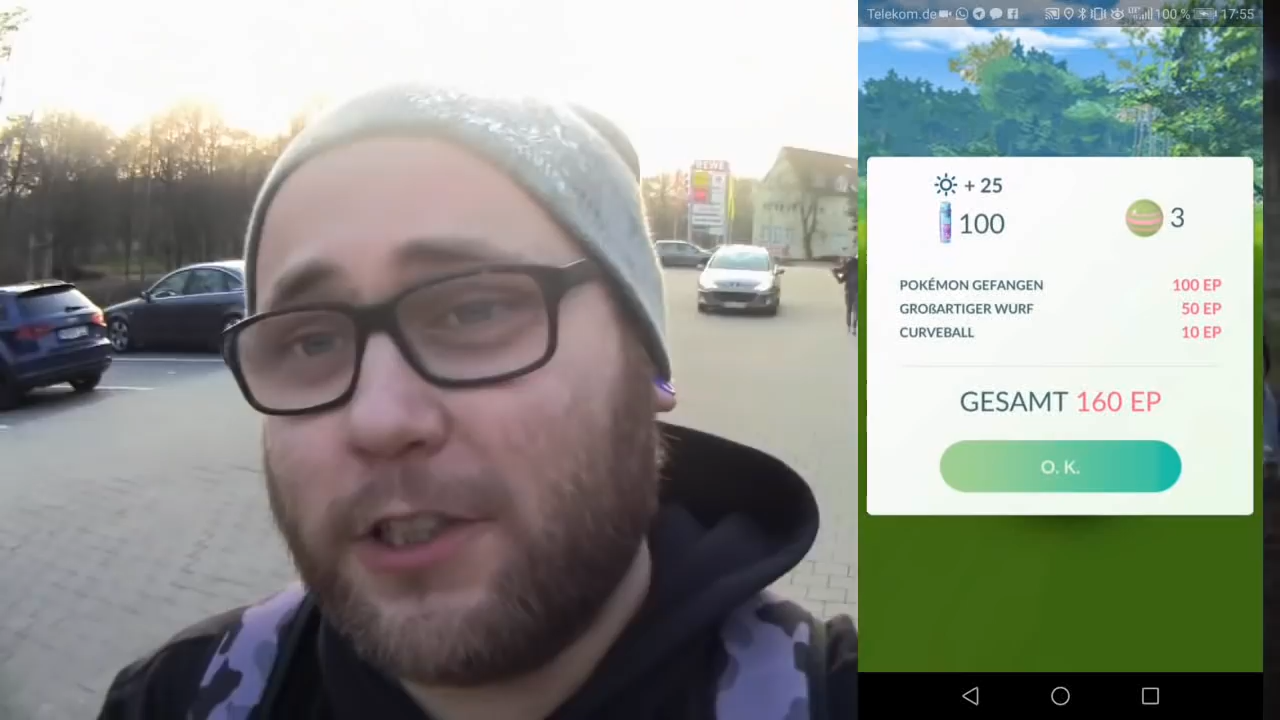 REWE
Telekom.de 100 % 17:55
+ 25
100
3
POKÉMON GEFANGEN 100 EP
GROßARTIGER WURF 50 EP
CURVEBALL 10 EP
GESAMT 160 EP
O. K.